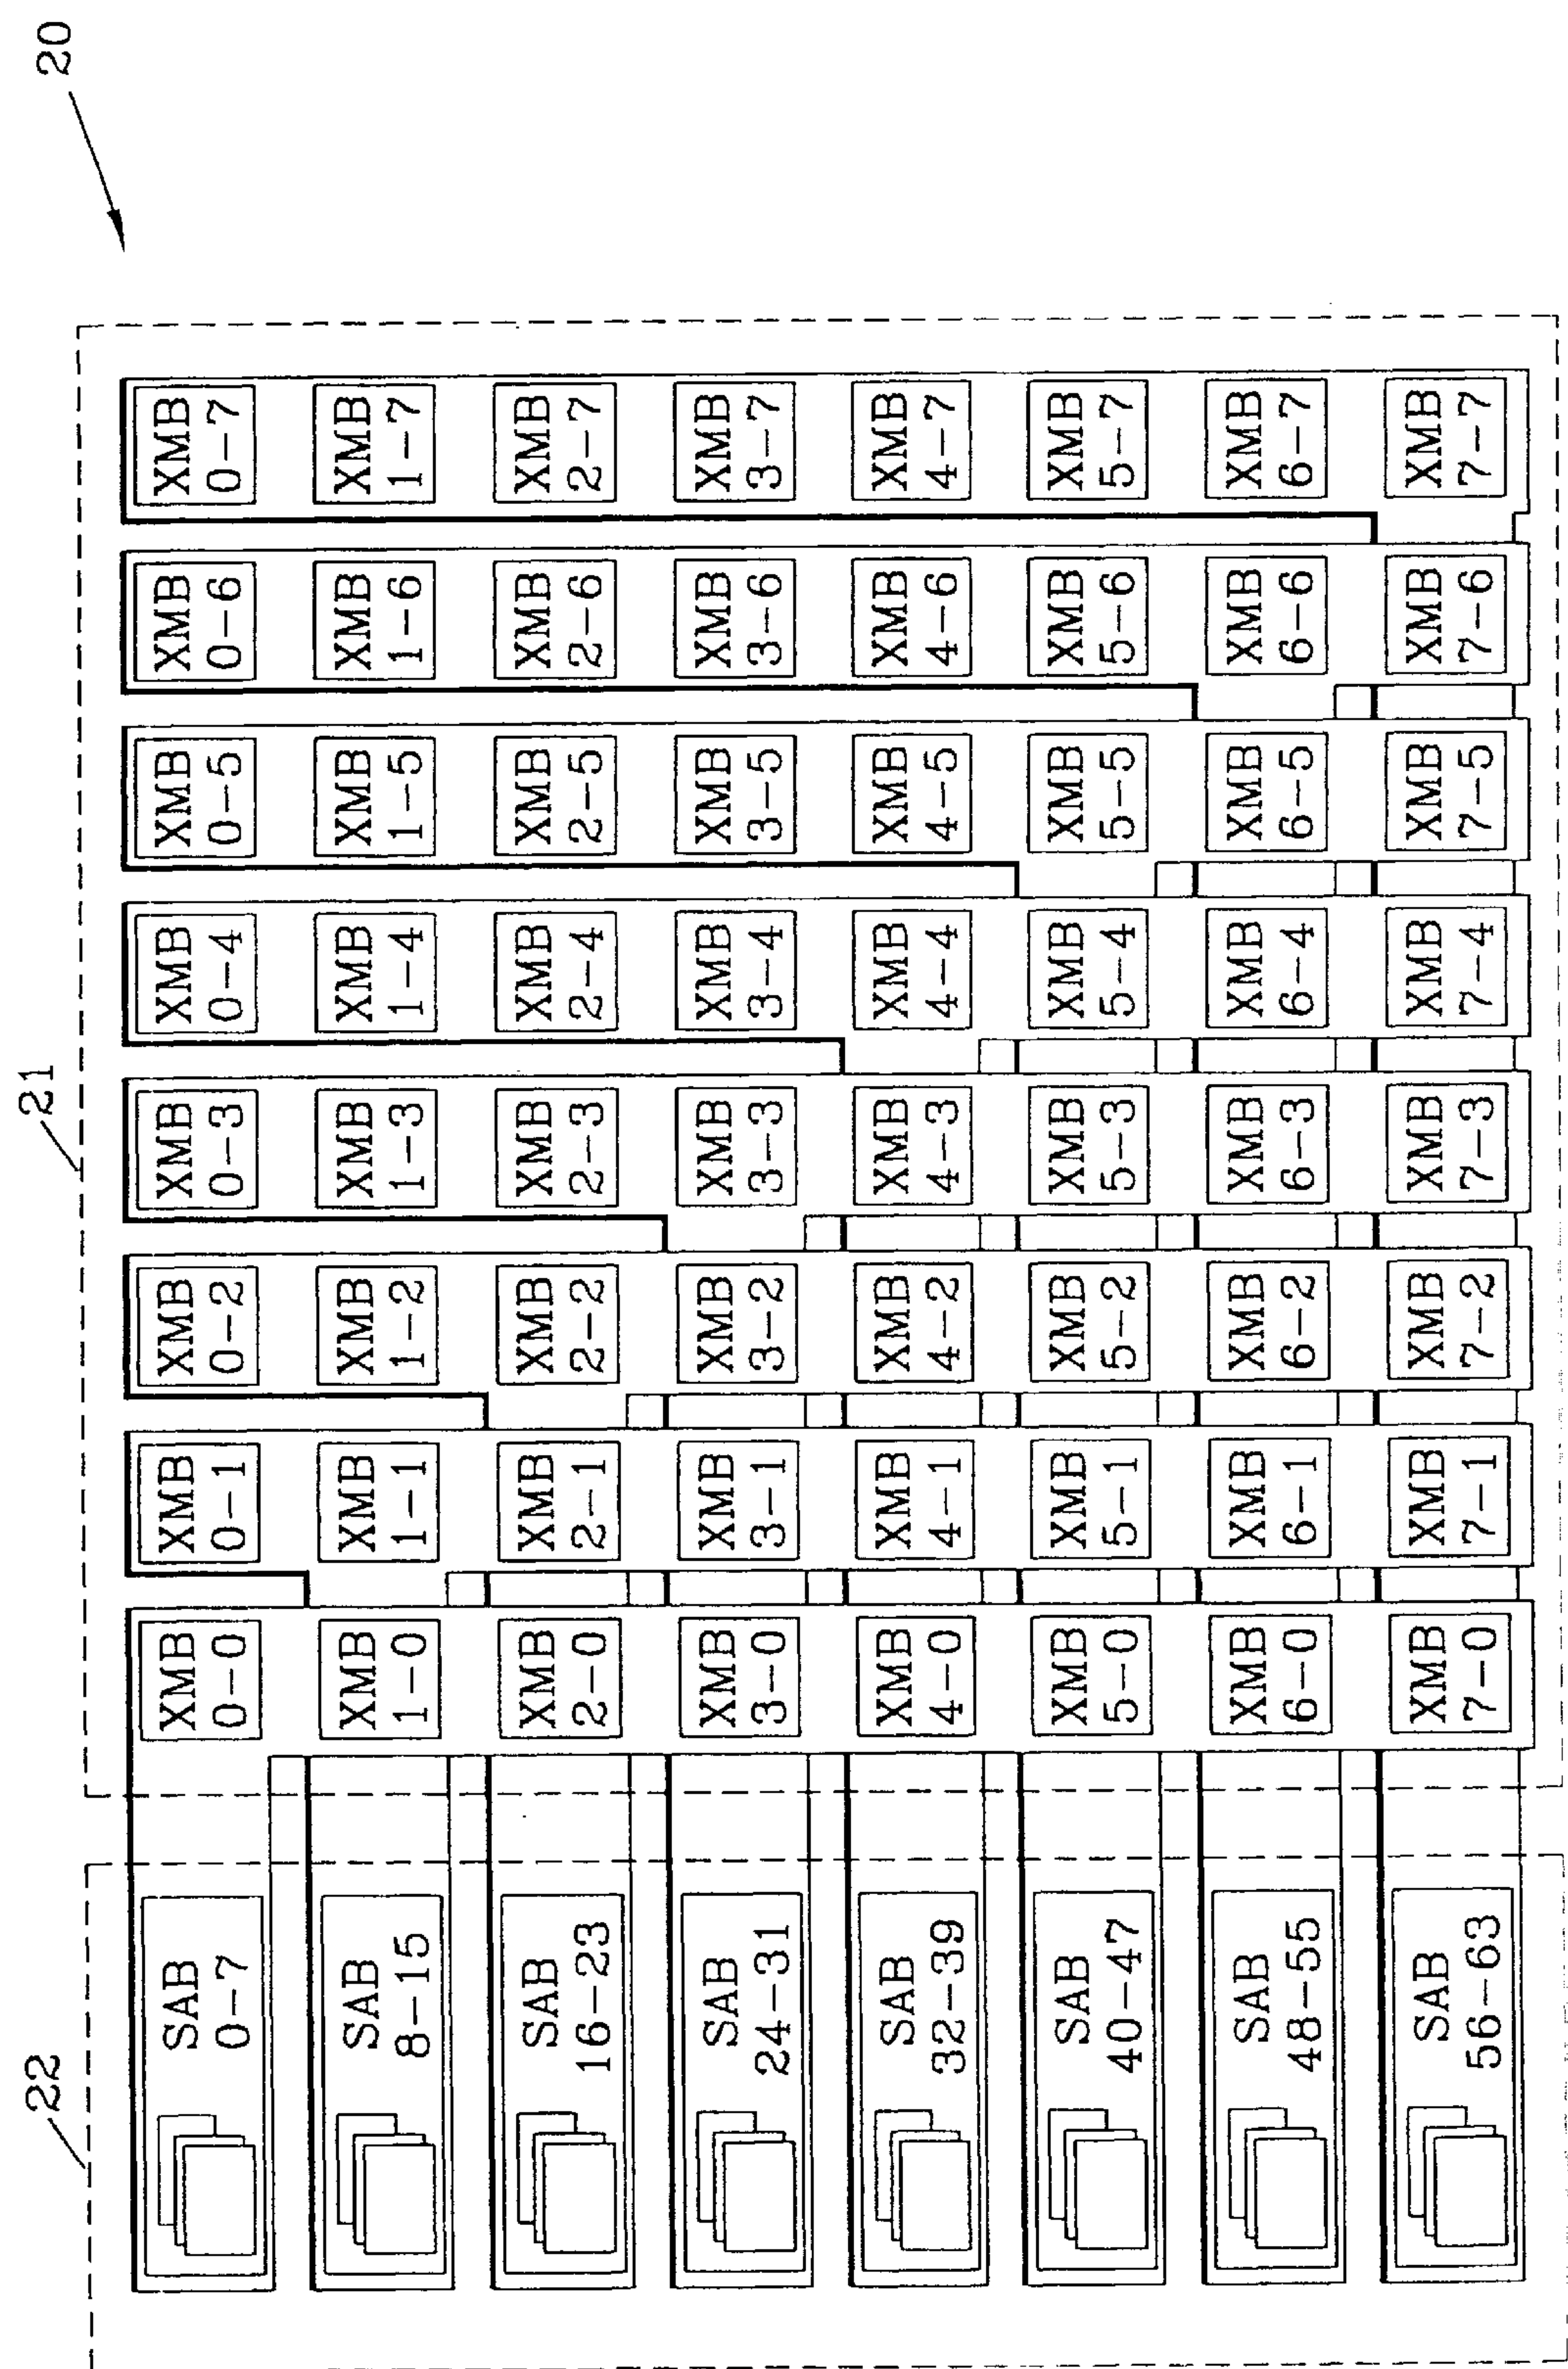 22
21
20
SAB
0-7
XMB
0-0
XMB
0-1
XMB
0-2
XMB
0-3
XMB
0-4
XMB
0-5
XMB
0-6
XMB
0-7
SAB
8-15
XMB
1-0
XMB
1-1
XMB
1-2
XMB
1-3
XMB
1-4
XMB
1-5
XMB
1-6
XMB
1-7
SAB
16-23
XMB
2-0
XMB
2-1
XMB
2-2
XMB
2-3
XMB
2-4
XMB
2-5
XMB
2-6
XMB
2-7
SAB
24-31
XMB
3-0
XMB
3-1
XMB
3-2
XMB
3-3
XMB
3-4
XMB
3-5
XMB
3-6
XMB
3-7
SAB
32-39
XMB
4-0
XMB
4-1
XMB
4-2
XMB
4-3
XMB
4-4
XMB
4-5
XMB
4-6
XMB
4-7
SAB
40-47
XMB
5-0
XMB
5-1
XMB
5-2
XMB
5-3
XMB
5-4
XMB
5-5
XMB
5-6
XMB
5-7
SAB
48-55
XMB
6-0
XMB
6-1
XMB
6-2
XMB
6-3
XMB
6-4
XMB
6-5
XMB
6-6
XMB
6-7
SAB
56-63
XMB
7-0
XMB
7-1
XMB
7-2
XMB
7-3
XMB
7-4
XMB
7-5
XMB
7-6
XMB
7-7